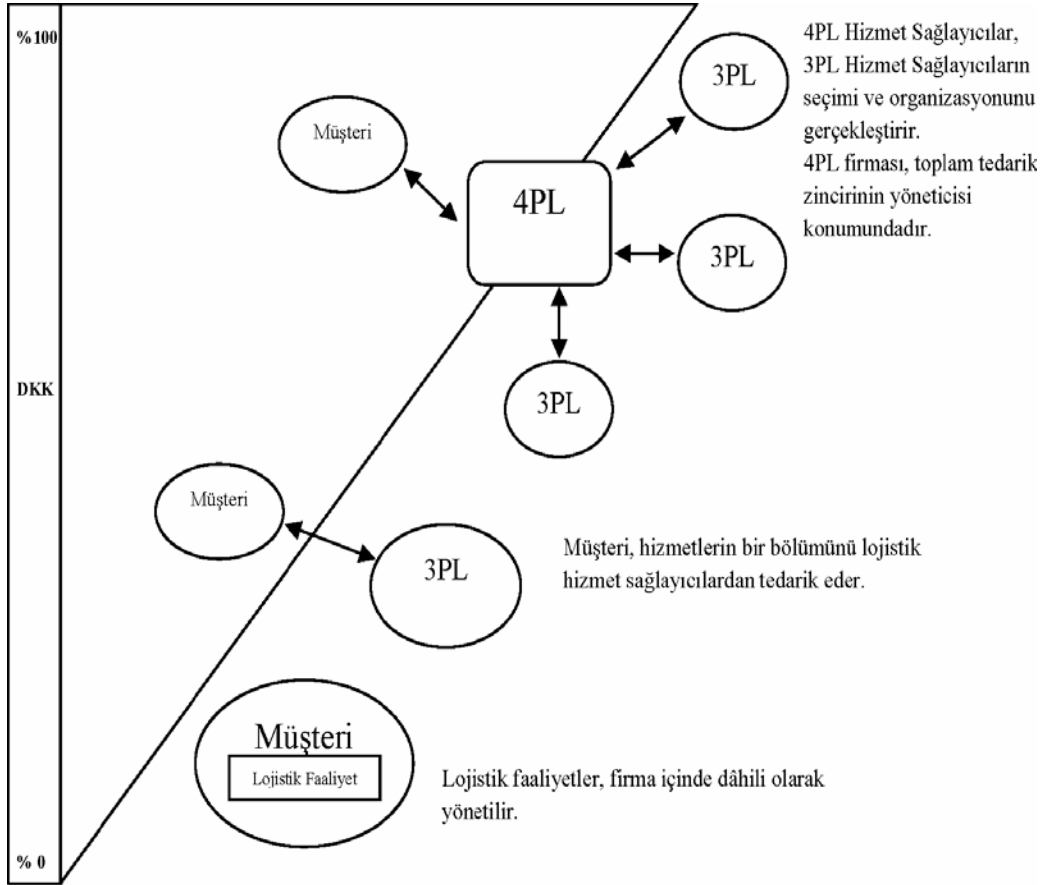 %100
4PL Hizmet Sağlayıcılar,
3PL Hizmet Sağlayıcıların
seçimi ve organizasyonunu
gerçekleştirir.
4PL firması, toplam tedarik
zincirinin yöneticisi
konumundadır.
3PL
Müşteri
4PL
3PL
DKK
3PL
Müşteri
3PL
Müşteri, hizmetlerin bir bölümünü lojistik
hizmet sağlayıcılardan tedarik eder.
Müşteri
Lojistik Faaliyet
Lojistik faaliyetler, firma içinde dâhili olarak
yönetilir.
% 0